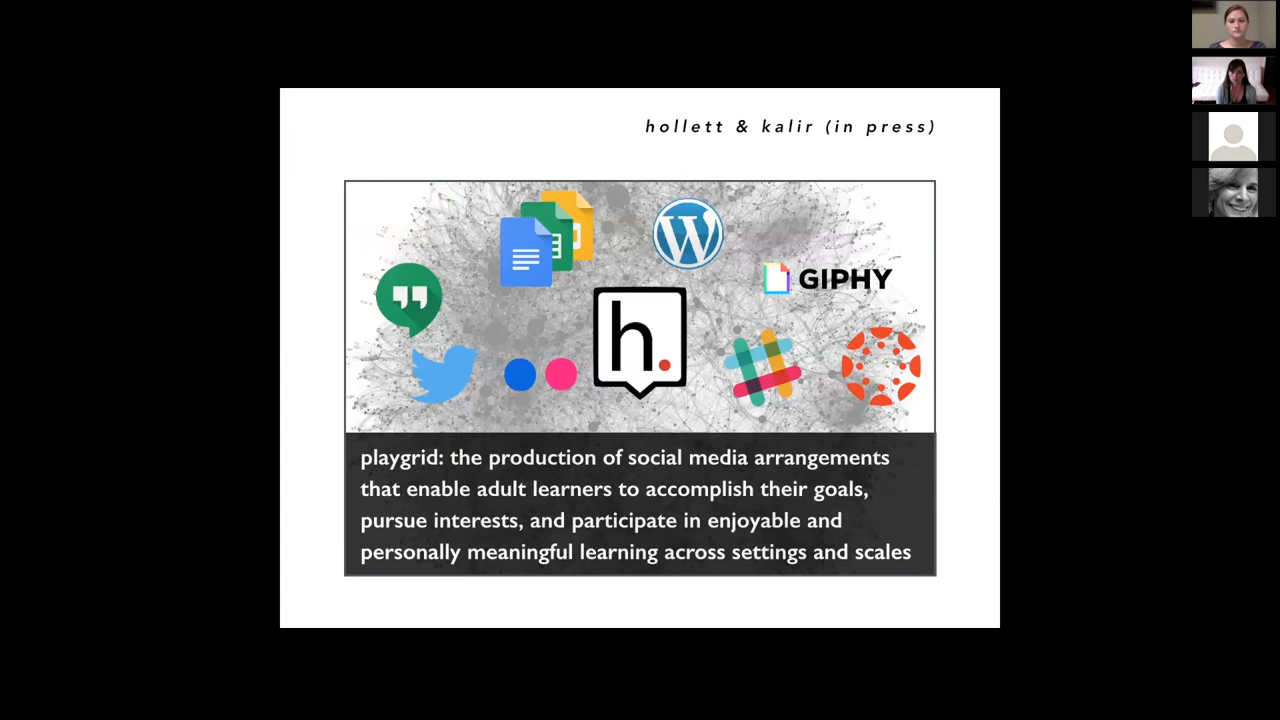 hollett & kalir (in press)
GIPHY
h.
playgrid: the production of social media arrangements
that enable adult learners to accomplish their goals,
pursue interests, and participate in enjoyable and
personally meaningful learning across settings and scales